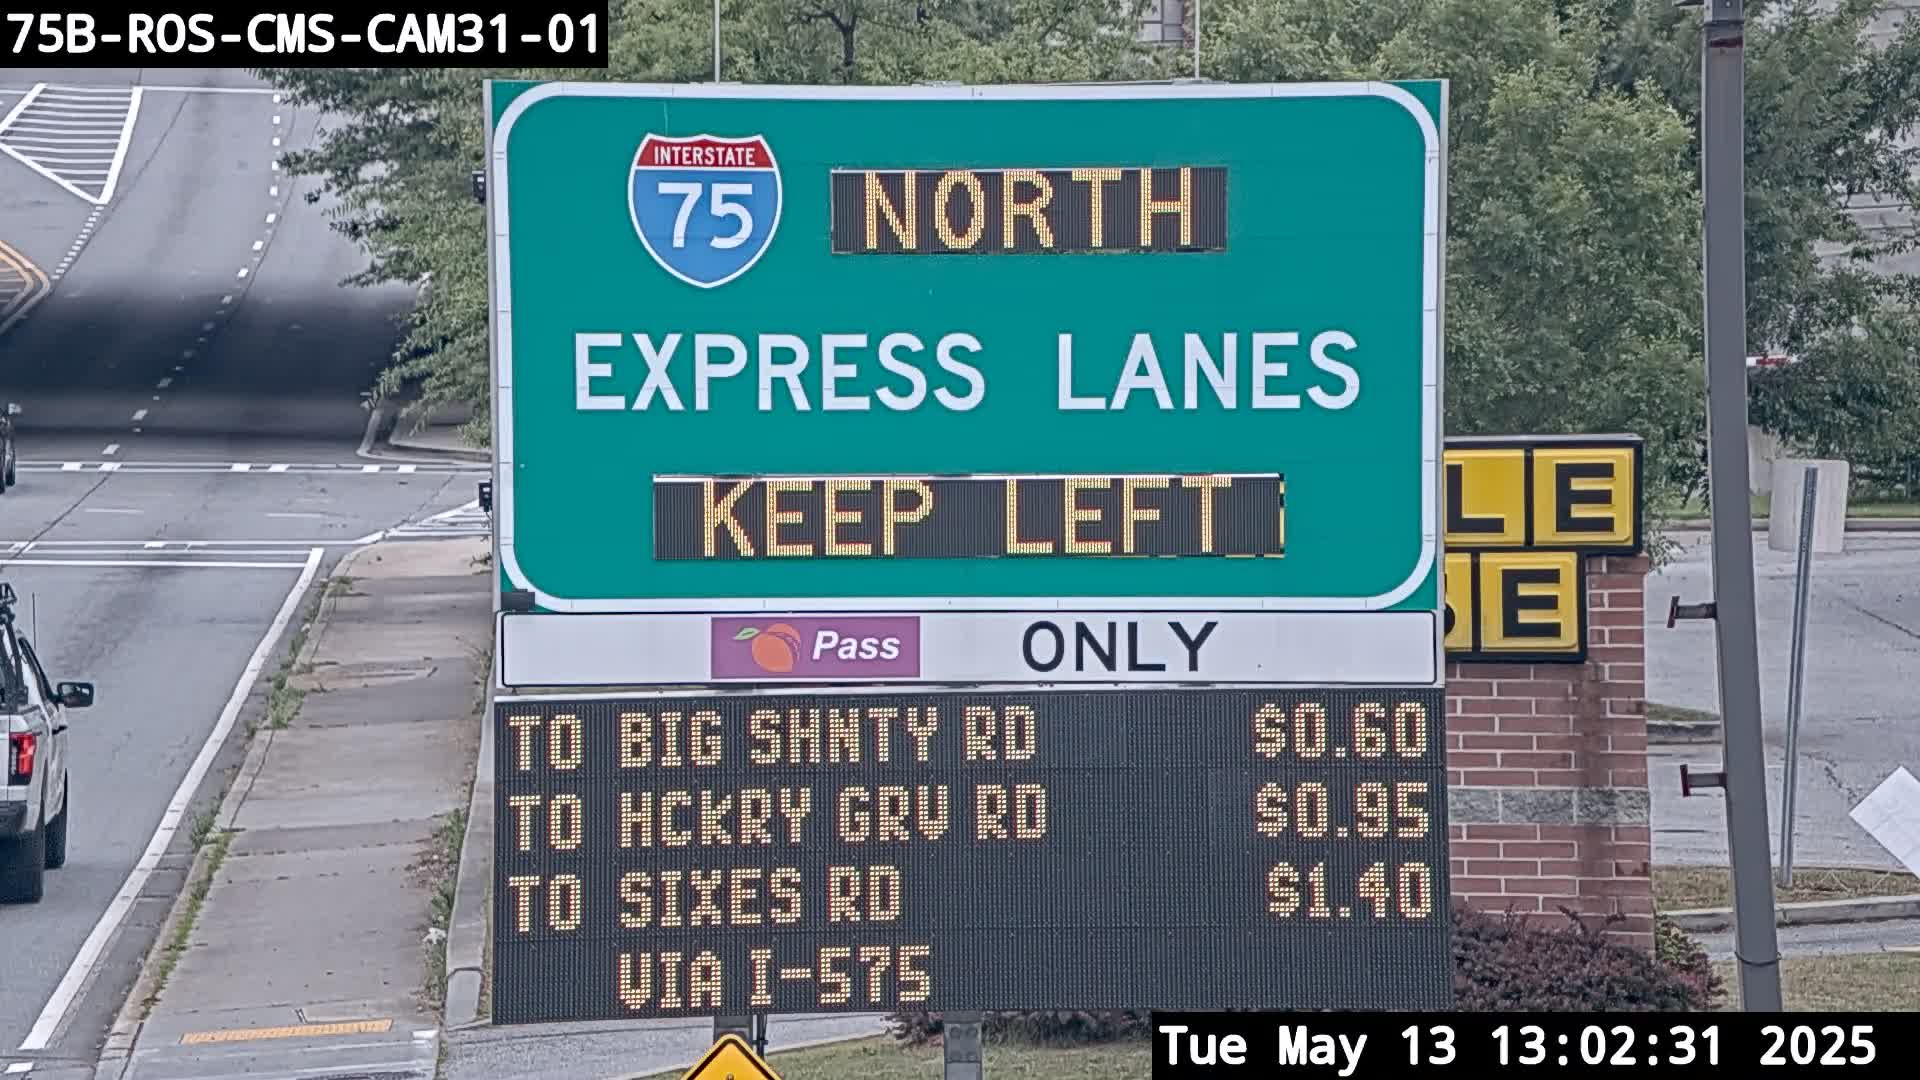 75B-ROS-CMS-CAM31-01
INTERSTATE
75
NORTH
EXPRESS LANES
KEEP LEFT
Pass ONLY
TO BIG SHNTY RD $0.60
TO HCKRY GRV RD $0.95
TO SIXES RD $1.40
VIA I-575
LE
E
Tue May 13 13:02:31 2025